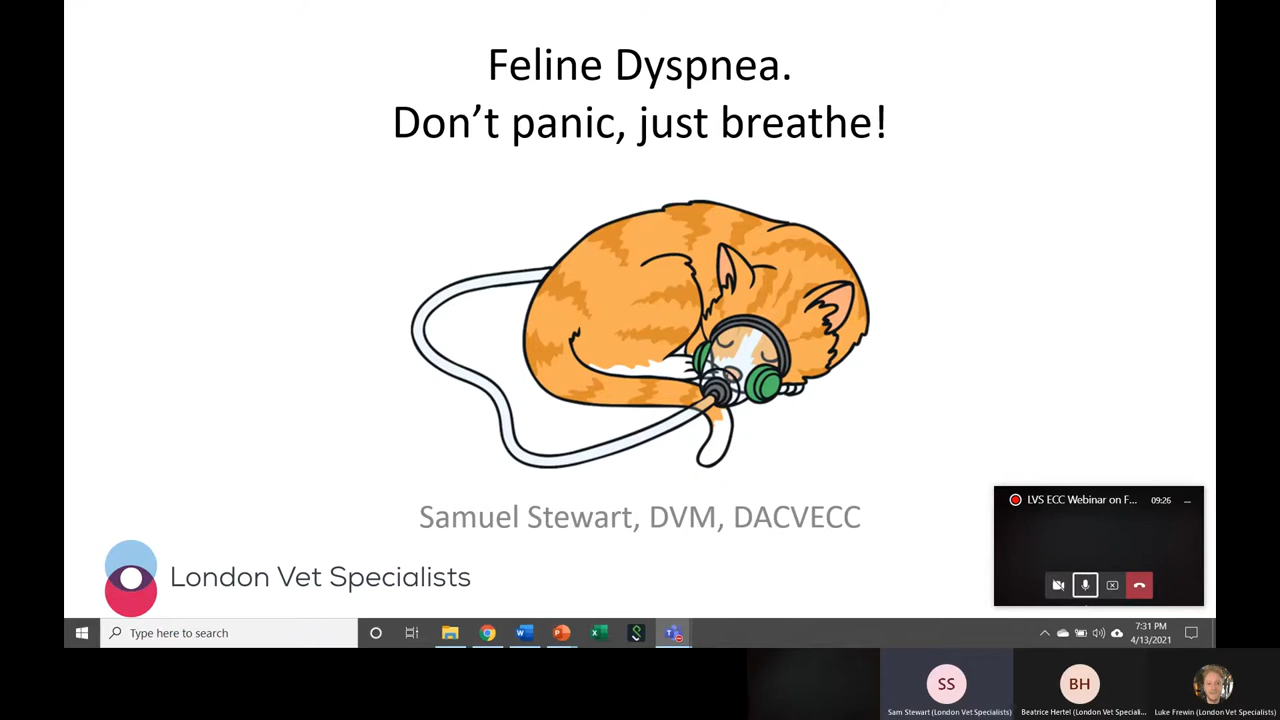 Feline Dyspnea.
Don't panic, just breathe!
Samuel Stewart, DVM, DACVECC
London Vet Specialists
LVS ECC Webinar on F...
09:26
Type here to search
7:31 PM
4/13/2021
SS
BH
Sam Stewart (London Vet Specialists)
Beatrice Hertel (London Vet Speciali...
Luke Frewin (London Vet Specialists)